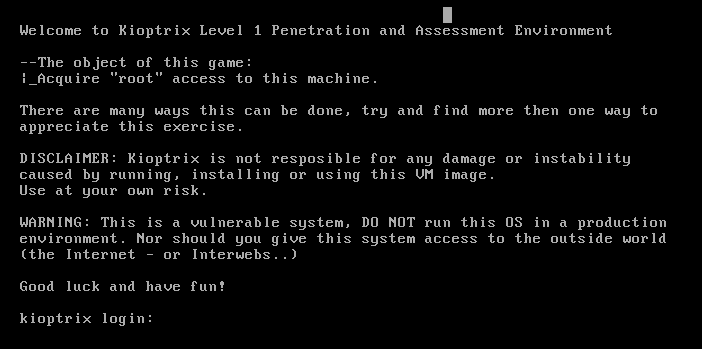 Welcome to Kioptrix Level 1 Penetration and Assessment Environment
--The object of this game:
|_Acquire "root" access to this machine.
There are many ways this can be done, try and find more then one way to
appreciate this exercise.
DISCLAIMER: Kioptrix is not resposible for any damage or instability
caused by running, installing or using this VM image.
Use at your own risk.
WARNING: This is a vulnerable system, DO NOT run this OS in a production
environment. Nor should you give this system access to the outside world
(the Internet - or Interwebs..)
Good luck and have fun!
kioptrix login: